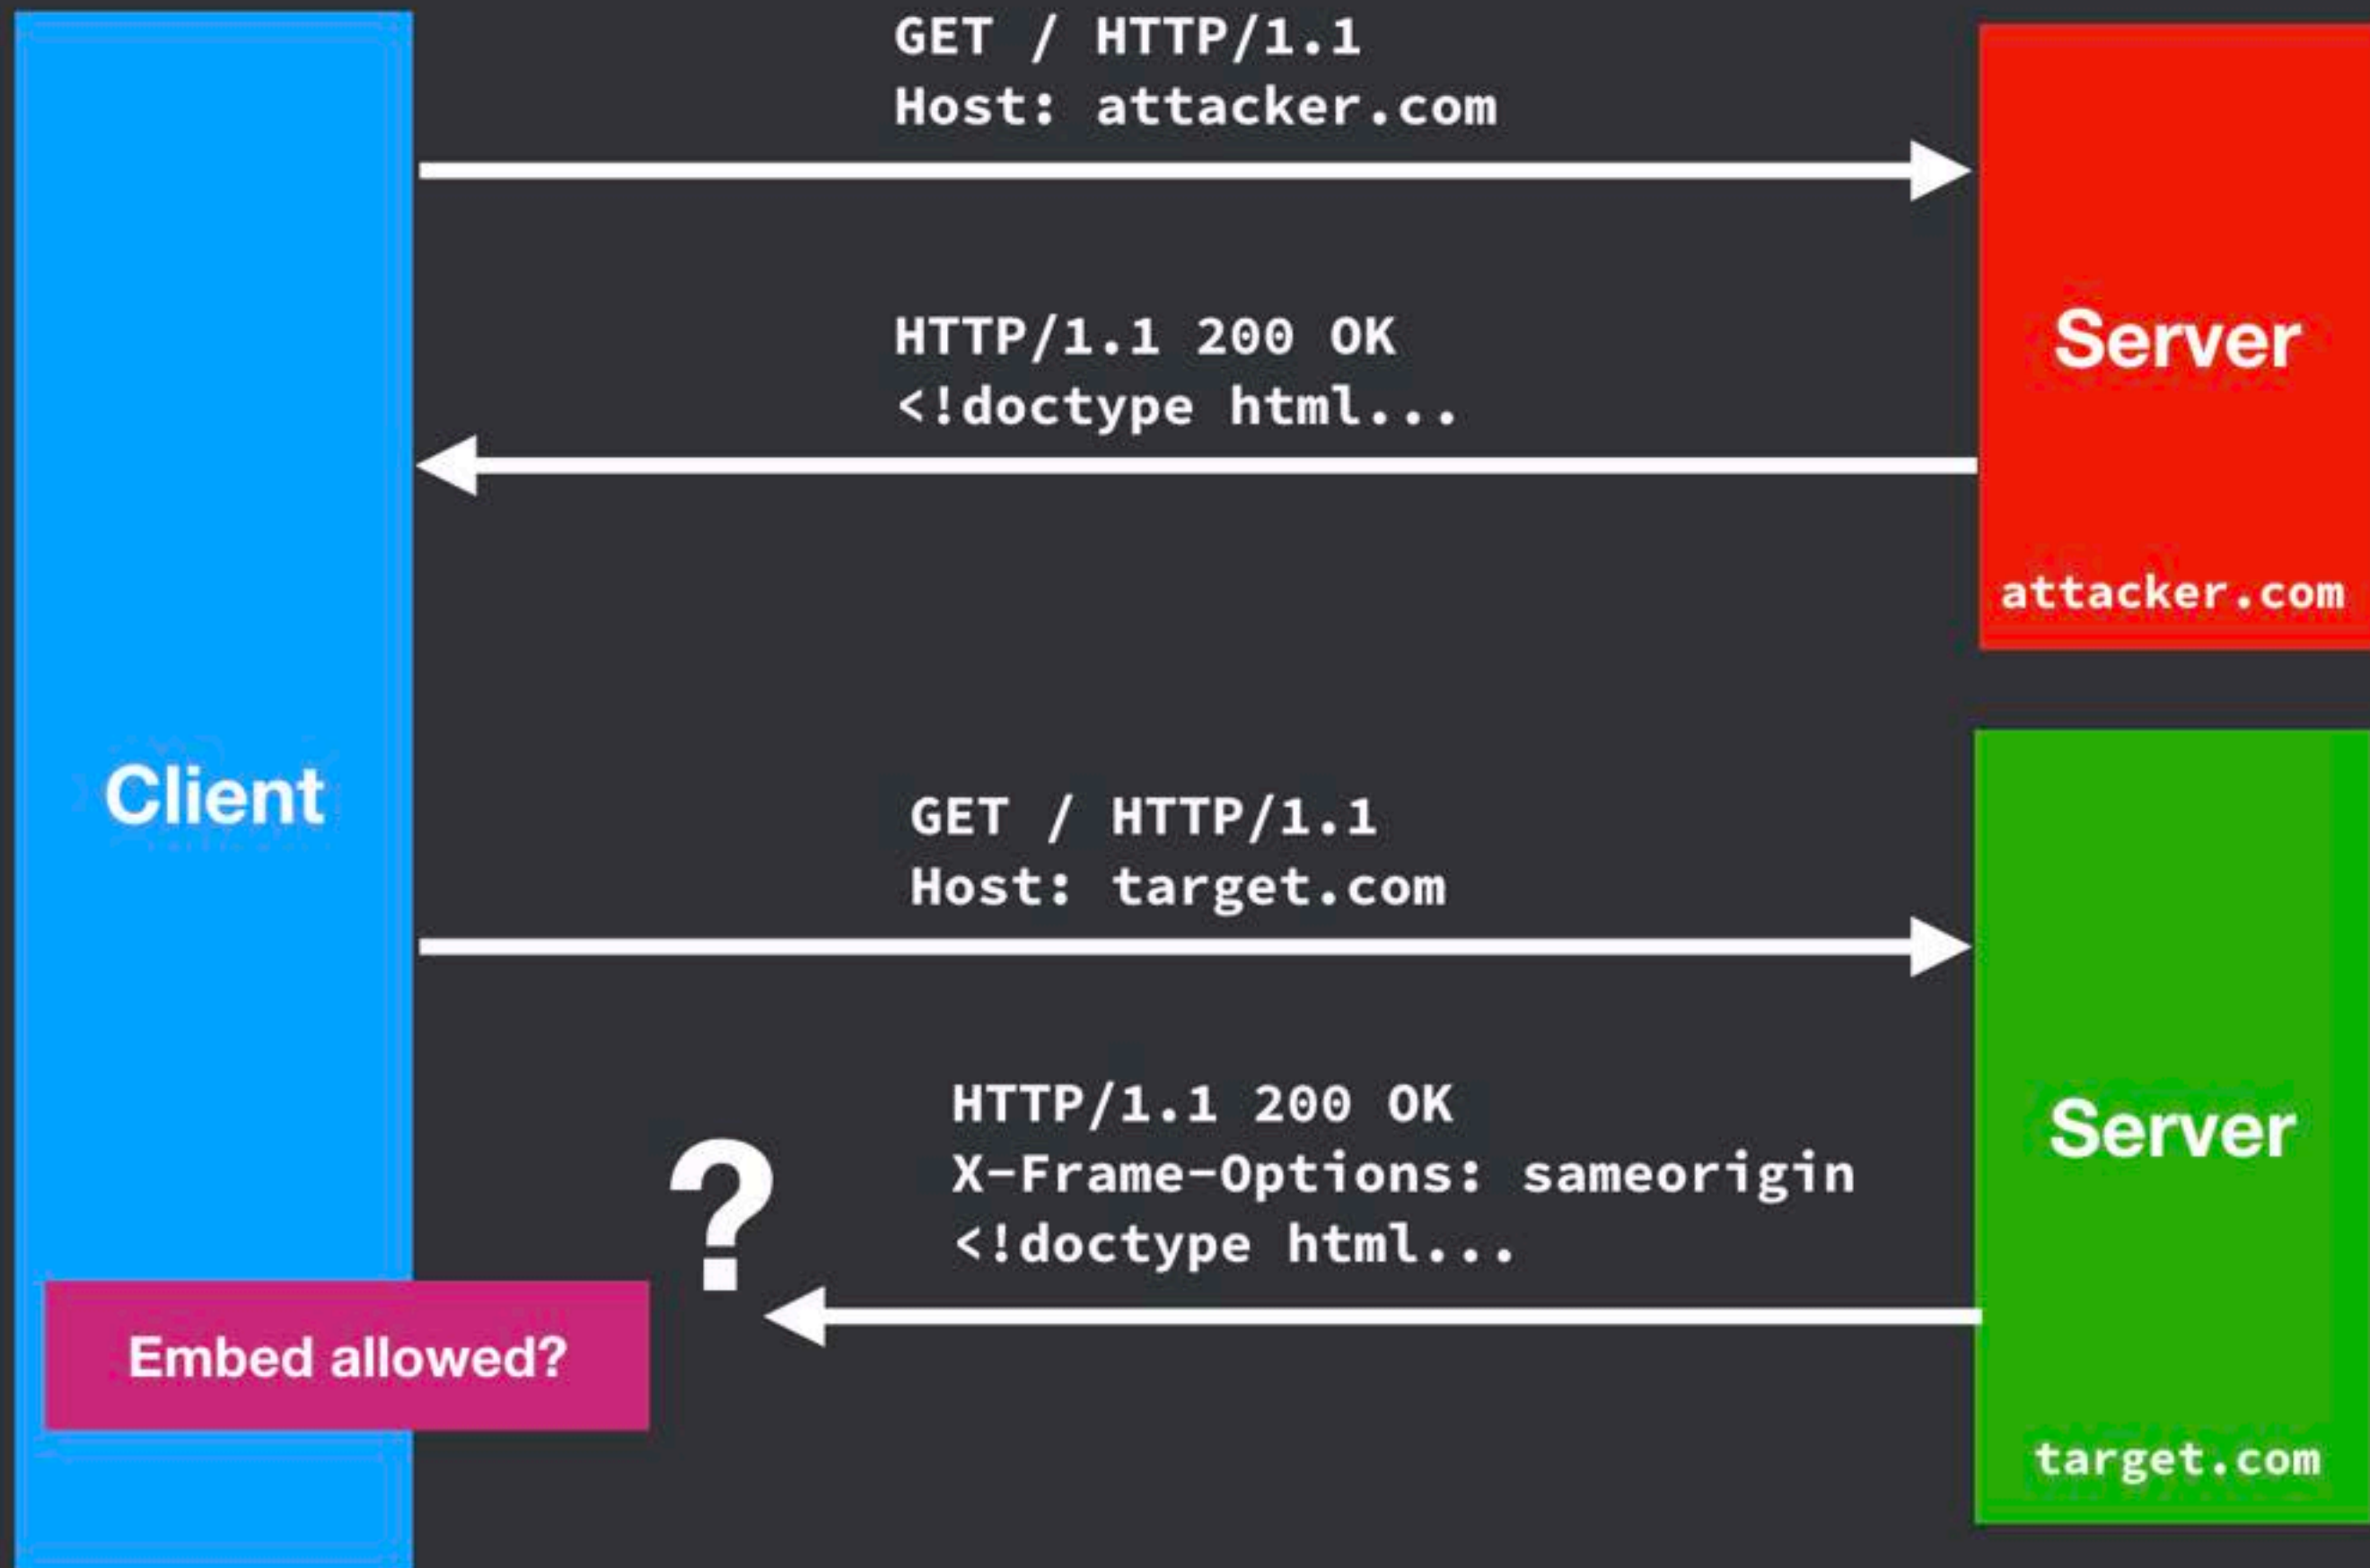 GET / HTTP/1.1
Host: attacker.com
HTTP/1.1 200 OK
<!doctype html...
Server
attacker.com
Client
GET / HTTP/1.1
Host: target.com
HTTP/1.1 200 OK
X-Frame-Options: sameorigin
<!doctype html...
?
Embed allowed?
Server
target.com